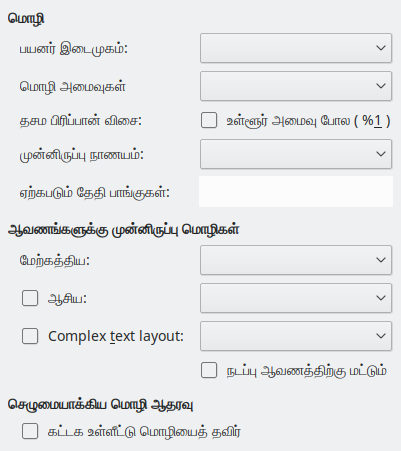 மொழி
பயனர் இடைமுகம்:
மொழி அமைவுகள்
தசம பிரிப்பான் விசை: உள்ளூர் அமைவு போல ( %1 )
முன்னிருப்பு நாணயம்:
ஏற்கபடும் தேதி பாங்குகள்:
ஆவணங்களுக்கு முன்னிருப்பு மொழிகள்
மேற்கத்திய:
ஆசிய:
Complex text layout:
நடப்பு ஆவணத்திற்கு மட்டும்
செழுமையாக்கிய மொழி ஆதரவு
கட்டக உள்ளீட்டு மொழியைத் தவிர்